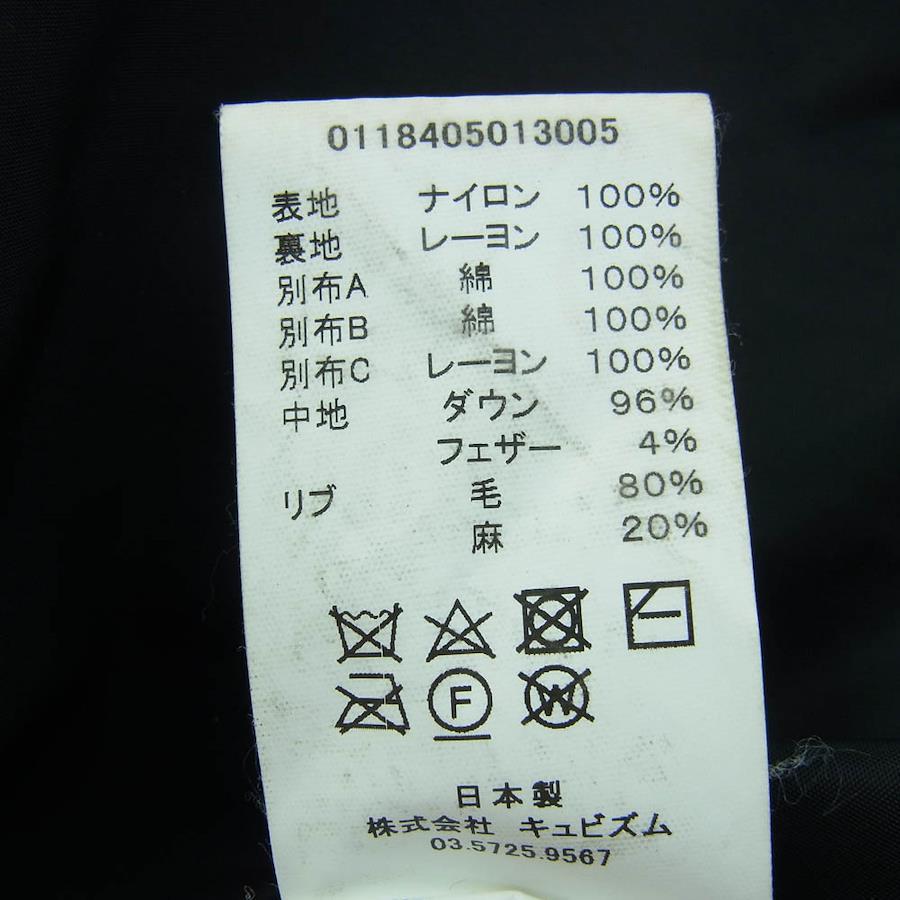 0118405013005
表地 ナイロン 100%
裏地 レーヨン 100%
別布A 綿 100%
別布B 綿 100%
別布C レーヨン 100%
中地 ダウン 96%
フェザー 4%
リブ 毛 80%
麻 20%
F W
日本製
株式会社 キュビズム
03.5725.9567